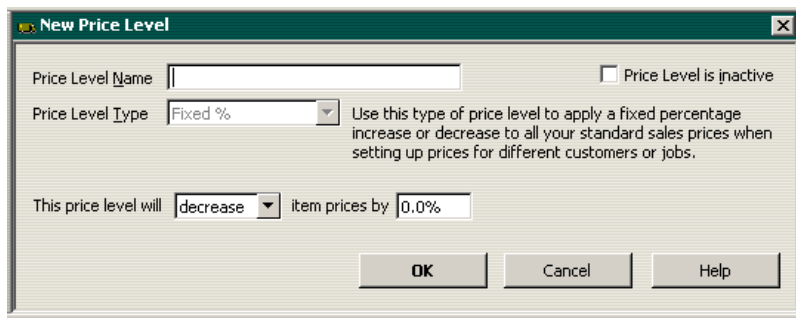 New Price Level
Price Level Name
Price Level is inactive
Price Level Type Fixed % Use this type of price level to apply a fixed percentage
increase or decrease to all your standard sales prices when
setting up prices for different customers or jobs.
This price level will decrease item prices by 0.0%
OK Cancel Help